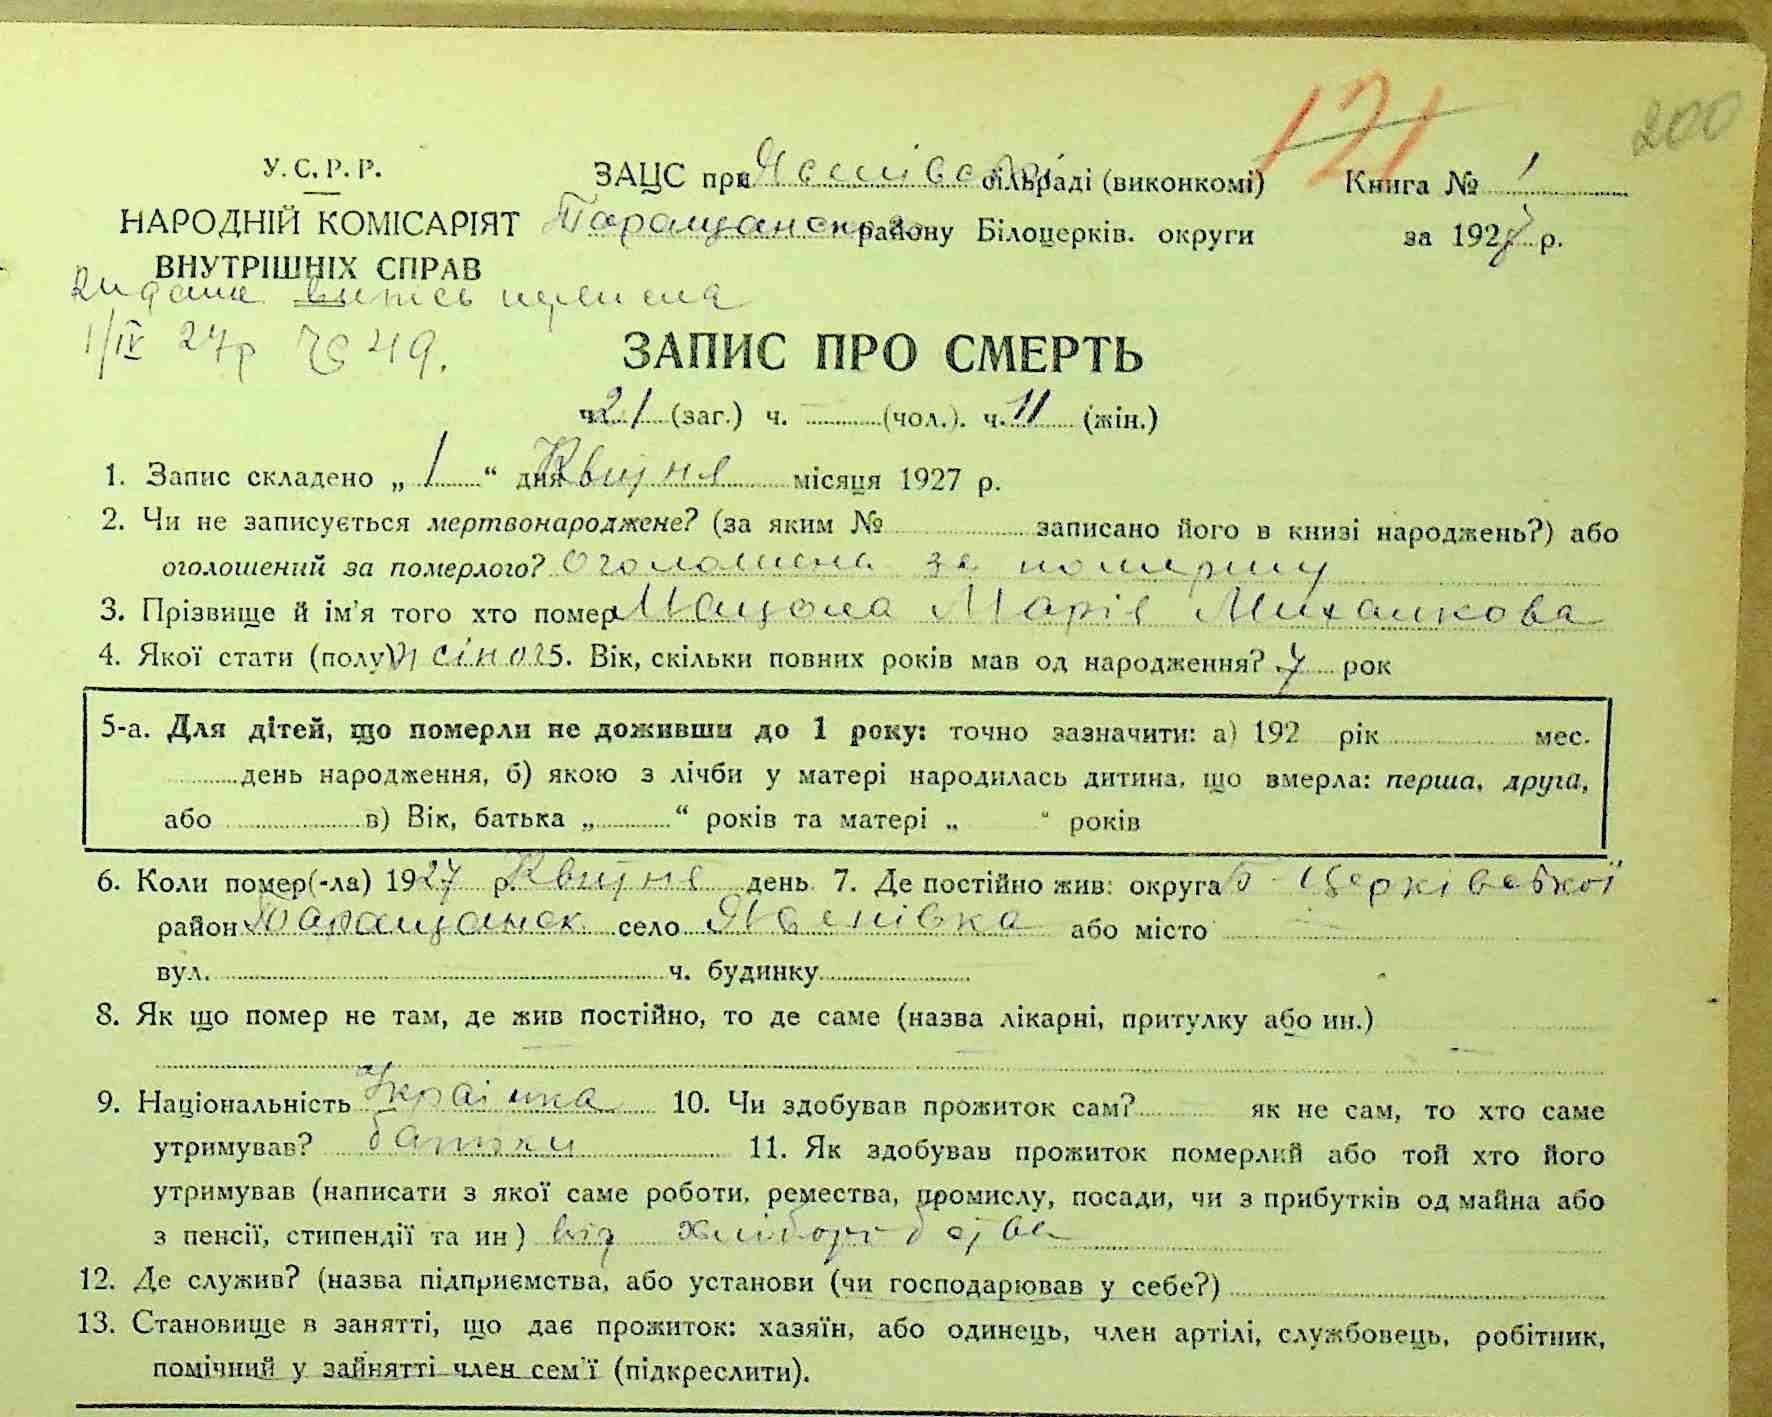 121
200
У. С. Р. Р.
ЗАЦС при Ясенівській сільраді (виконкомі)
Книга № 1
НАРОДНІЙ КОМІСАРІЯТ
Таращанськ району Білоцерків. округи
за 1927 р.
ВНУТРІШНІХ СПРАВ
Видана
1/IV 27р № 49.
ЗАПИС ПРО СМЕРТЬ
ч. 21 (заг.) ч. — (чол.). ч. 11 (жін.)
1. Запис складено „ 1 “ дня Квітня місяця 1927 р.
2. Чи не записується мертвонароджене? (за яким № записано його в книзі народжень?) або
оголошений за померлого? оголошена за помершу
3. Прізвище й ім'я того хто помер Мацола Марія Михалкова
4. Якої стати (полу) жіноч 5. Вік, скільки повних років мав од народження? 7 рок
5-а. Для дітей, що померли не доживши до 1 року: точно зазначити: а) 192 рік мес.
день народження, б) якою з лічби у матері народилась дитина, що вмерла: перша, друга,
або в) Вік, батька „ “ років та матері „ “ років
6. Коли помер(-ла) 1927 р. Квітня день 7. Де постійно жив: округа Б-Церківської
район Таращанськ село Ясенівка або місто
вул. ч. будинку
8. Як що помер не там, де жив постійно, то де саме (назва лікарні, притулку або ин.)
9. Національність Українка 10. Чи здобував прожиток сам? як не сам, то хто саме
утримував? батьки 11. Як здобував прожиток померлий або той хто його
утримував (написати з якої саме роботи, ремества, промислу, посади, чи з прибутків од майна або
з пенсії, стипендії та ин) від хліборобства
12. Де служив? (назва підприємства, або установи (чи господарював у себе?)
13. Становище в занятті, що дає прожиток: хазяїн, або одинець, член артілі, службовець, робітник,
помічний у зайнятті член сем'ї (підкреслити).